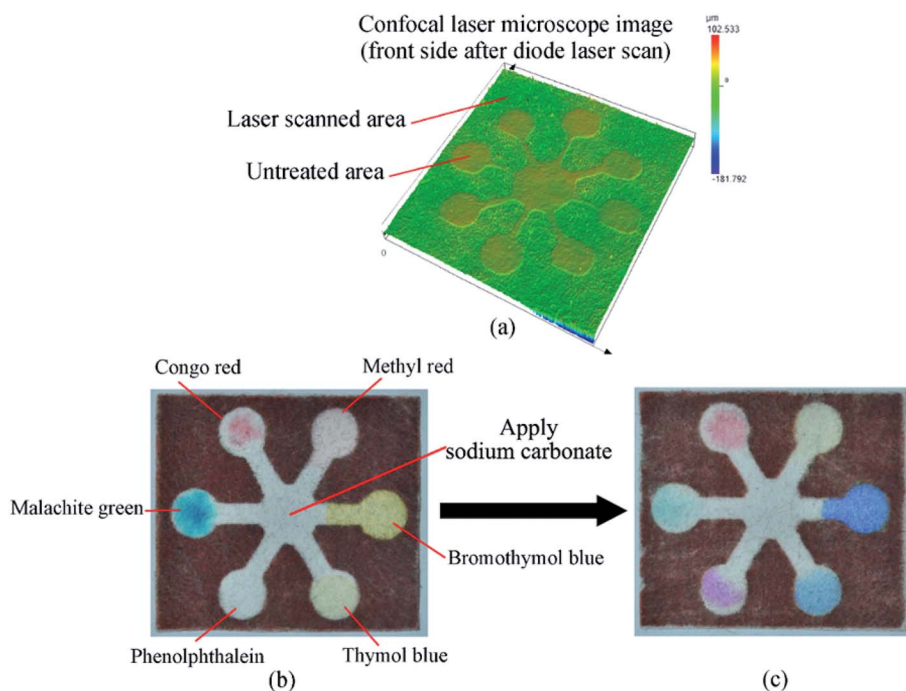 Confocal laser microscope image
(front side after diode laser scan)
µm
102.533
0
-181.792
Laser scanned area
Untreated area
0
(a)
Congo red
Methyl red
Apply
sodium carbonate
Malachite green
Bromothymol blue
Phenolphthalein
Thymol blue
(b)
(c)